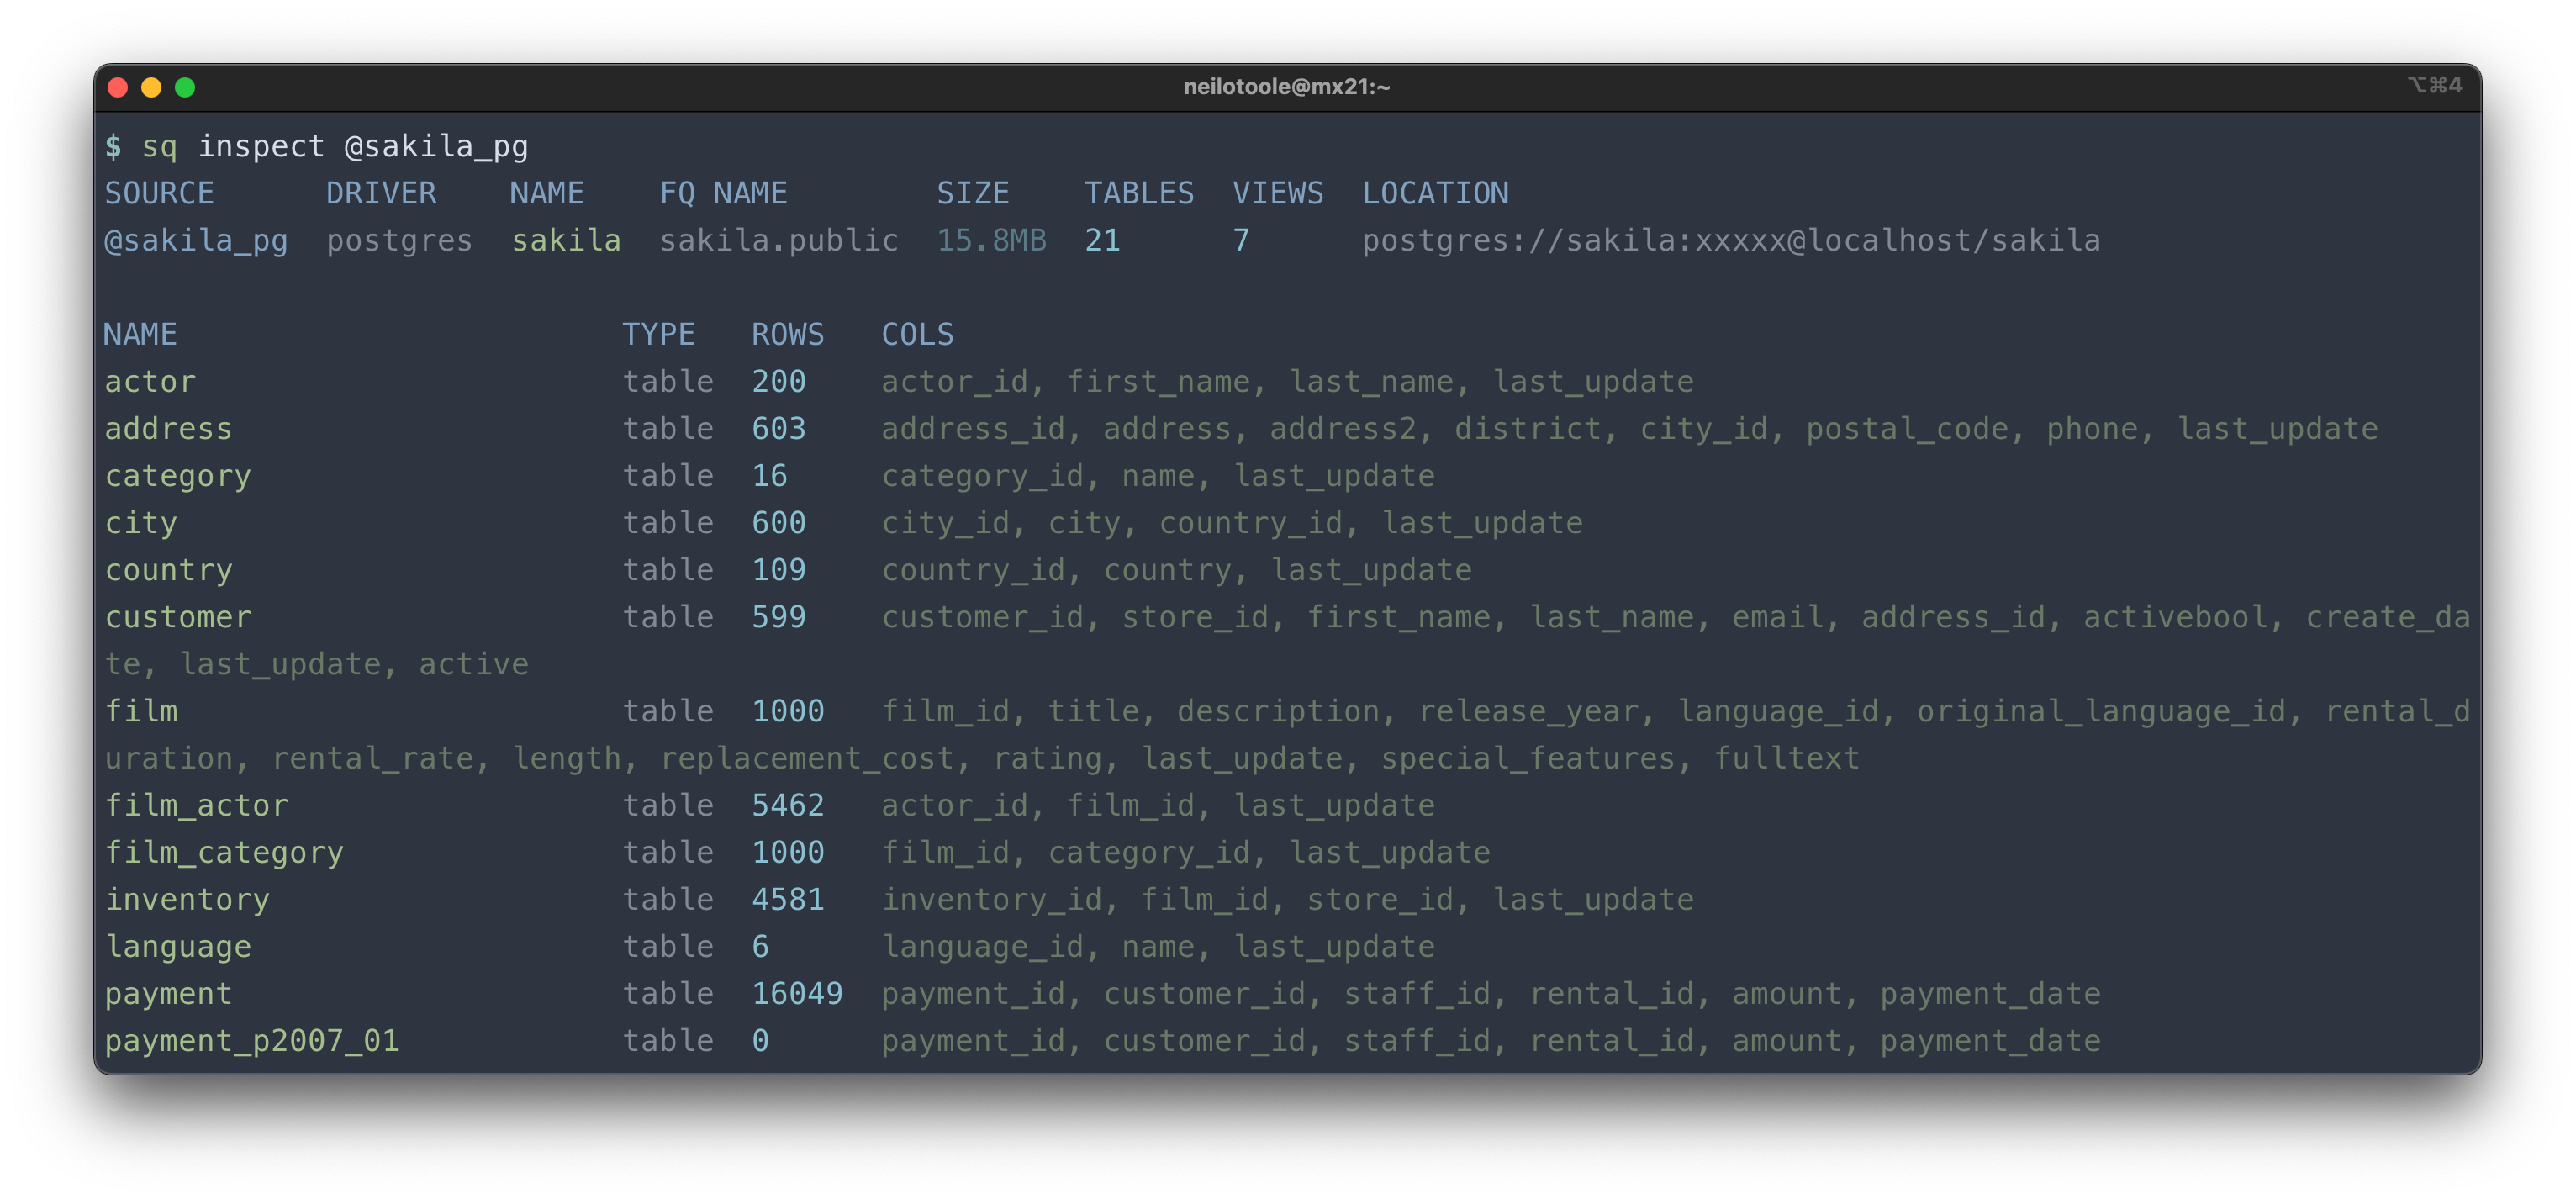 neilotoole@mx21:~
⌥⌘4
$ sq inspect @sakila_pg
SOURCE DRIVER NAME FQ NAME SIZE TABLES VIEWS LOCATION
@sakila_pg postgres sakila sakila.public 15.8MB 21 7 postgres://sakila:xxxxx@localhost/sakila
NAME TYPE ROWS COLS
actor table 200 actor_id, first_name, last_name, last_update
address table 603 address_id, address, address2, district, city_id, postal_code, phone, last_update
category table 16 category_id, name, last_update
city table 600 city_id, city, country_id, last_update
country table 109 country_id, country, last_update
customer table 599 customer_id, store_id, first_name, last_name, email, address_id, activebool, create_da
te, last_update, active
film table 1000 film_id, title, description, release_year, language_id, original_language_id, rental_d
uration, rental_rate, length, replacement_cost, rating, last_update, special_features, fulltext
film_actor table 5462 actor_id, film_id, last_update
film_category table 1000 film_id, category_id, last_update
inventory table 4581 inventory_id, film_id, store_id, last_update
language table 6 language_id, name, last_update
payment table 16049 payment_id, customer_id, staff_id, rental_id, amount, payment_date
payment_p2007_01 table 0 payment_id, customer_id, staff_id, rental_id, amount, payment_date